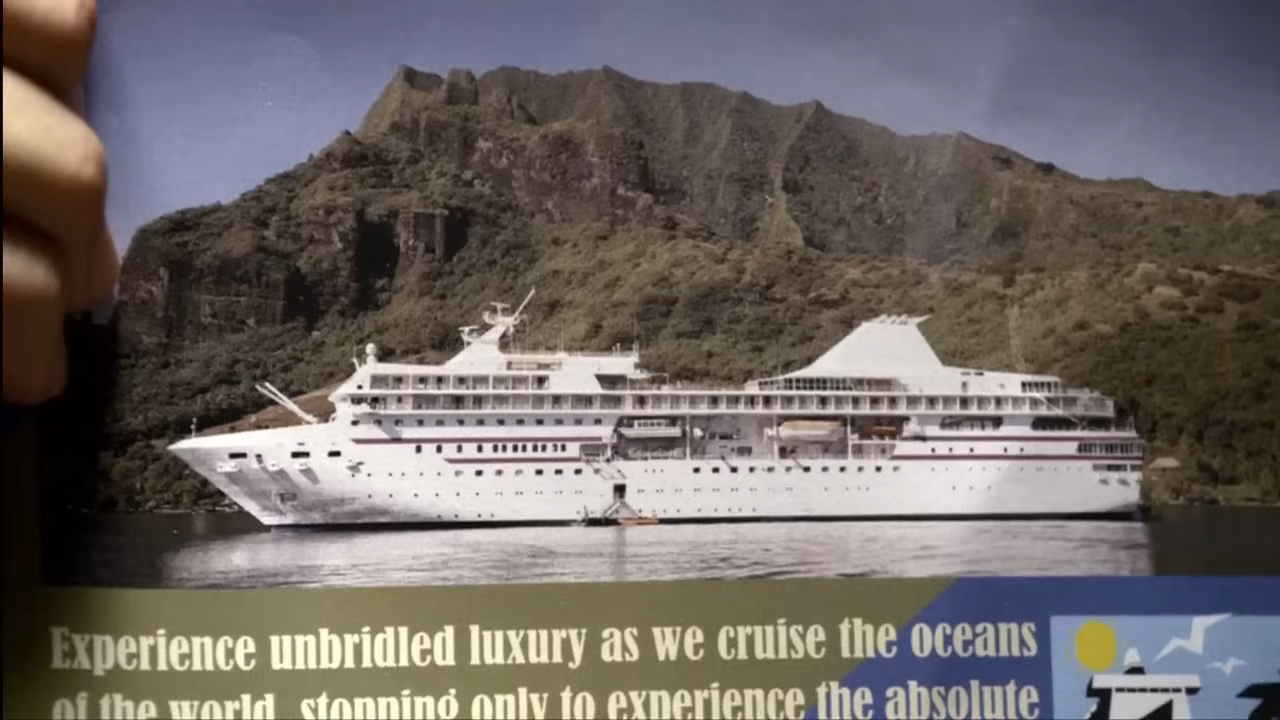 Experience unbridled luxury as we cruise the oceans
of the world, stopping only to experience the absolute